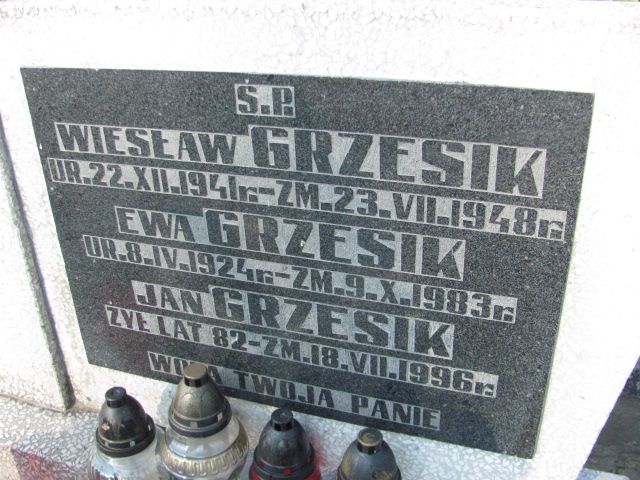 Ś.P.
WIESŁAW GRZESIK
UR. 22. XII. 1941r.-ZM. 23. VII. 1948r.
EWA GRZESIK
UR. 8. IV. 1924r.-ZM. 9. X. 1983r.
JAN GRZESIK
ŻYŁ LAT 82-ZM. 18. VII. 1996r.
WOLA TWOJA PANIE